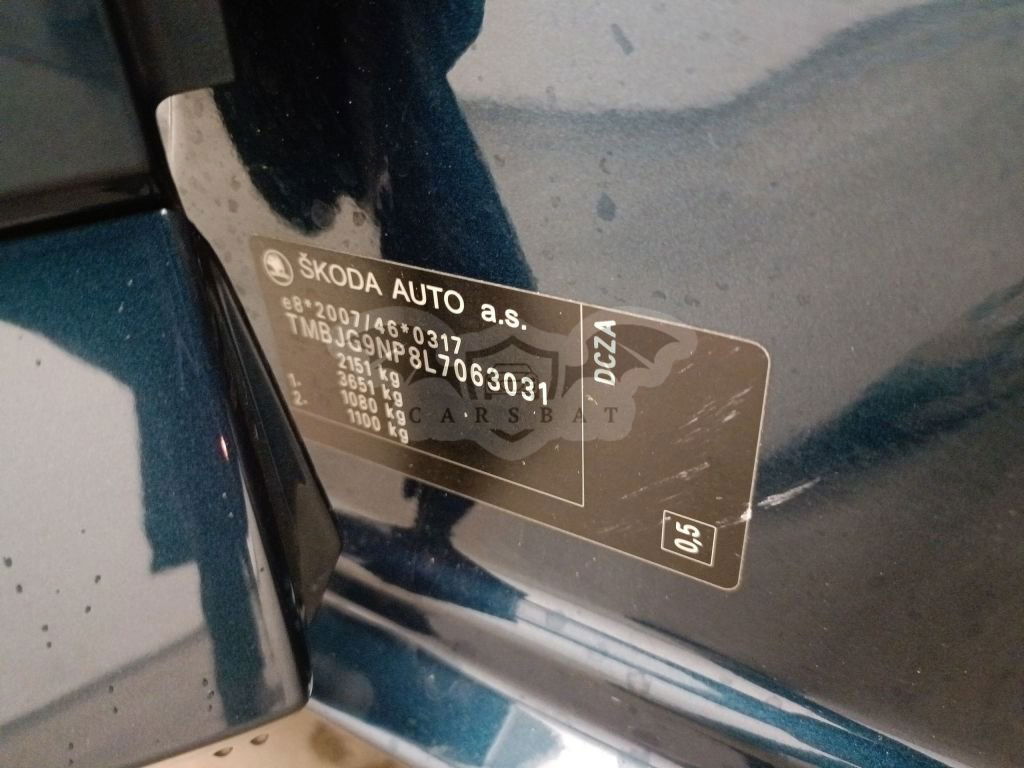 ŠKODA AUTO a.s.
e8*2007/46*0317
TMBJG9NP8L7063031
2151 kg
3651 kg
1. 1080 kg
2. 1100 kg
DCZA
0,5
CARSBAT